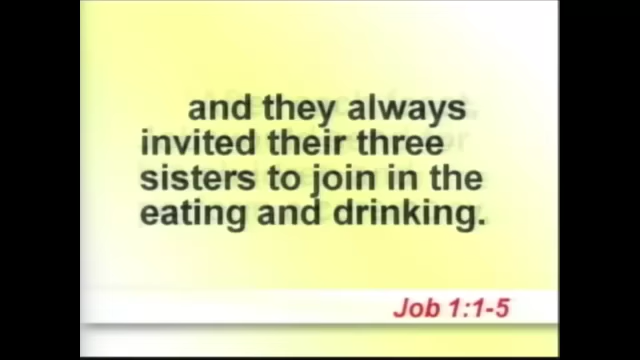 and they always
invited their three
sisters to join in the
eating and drinking.
Job 1:1-5